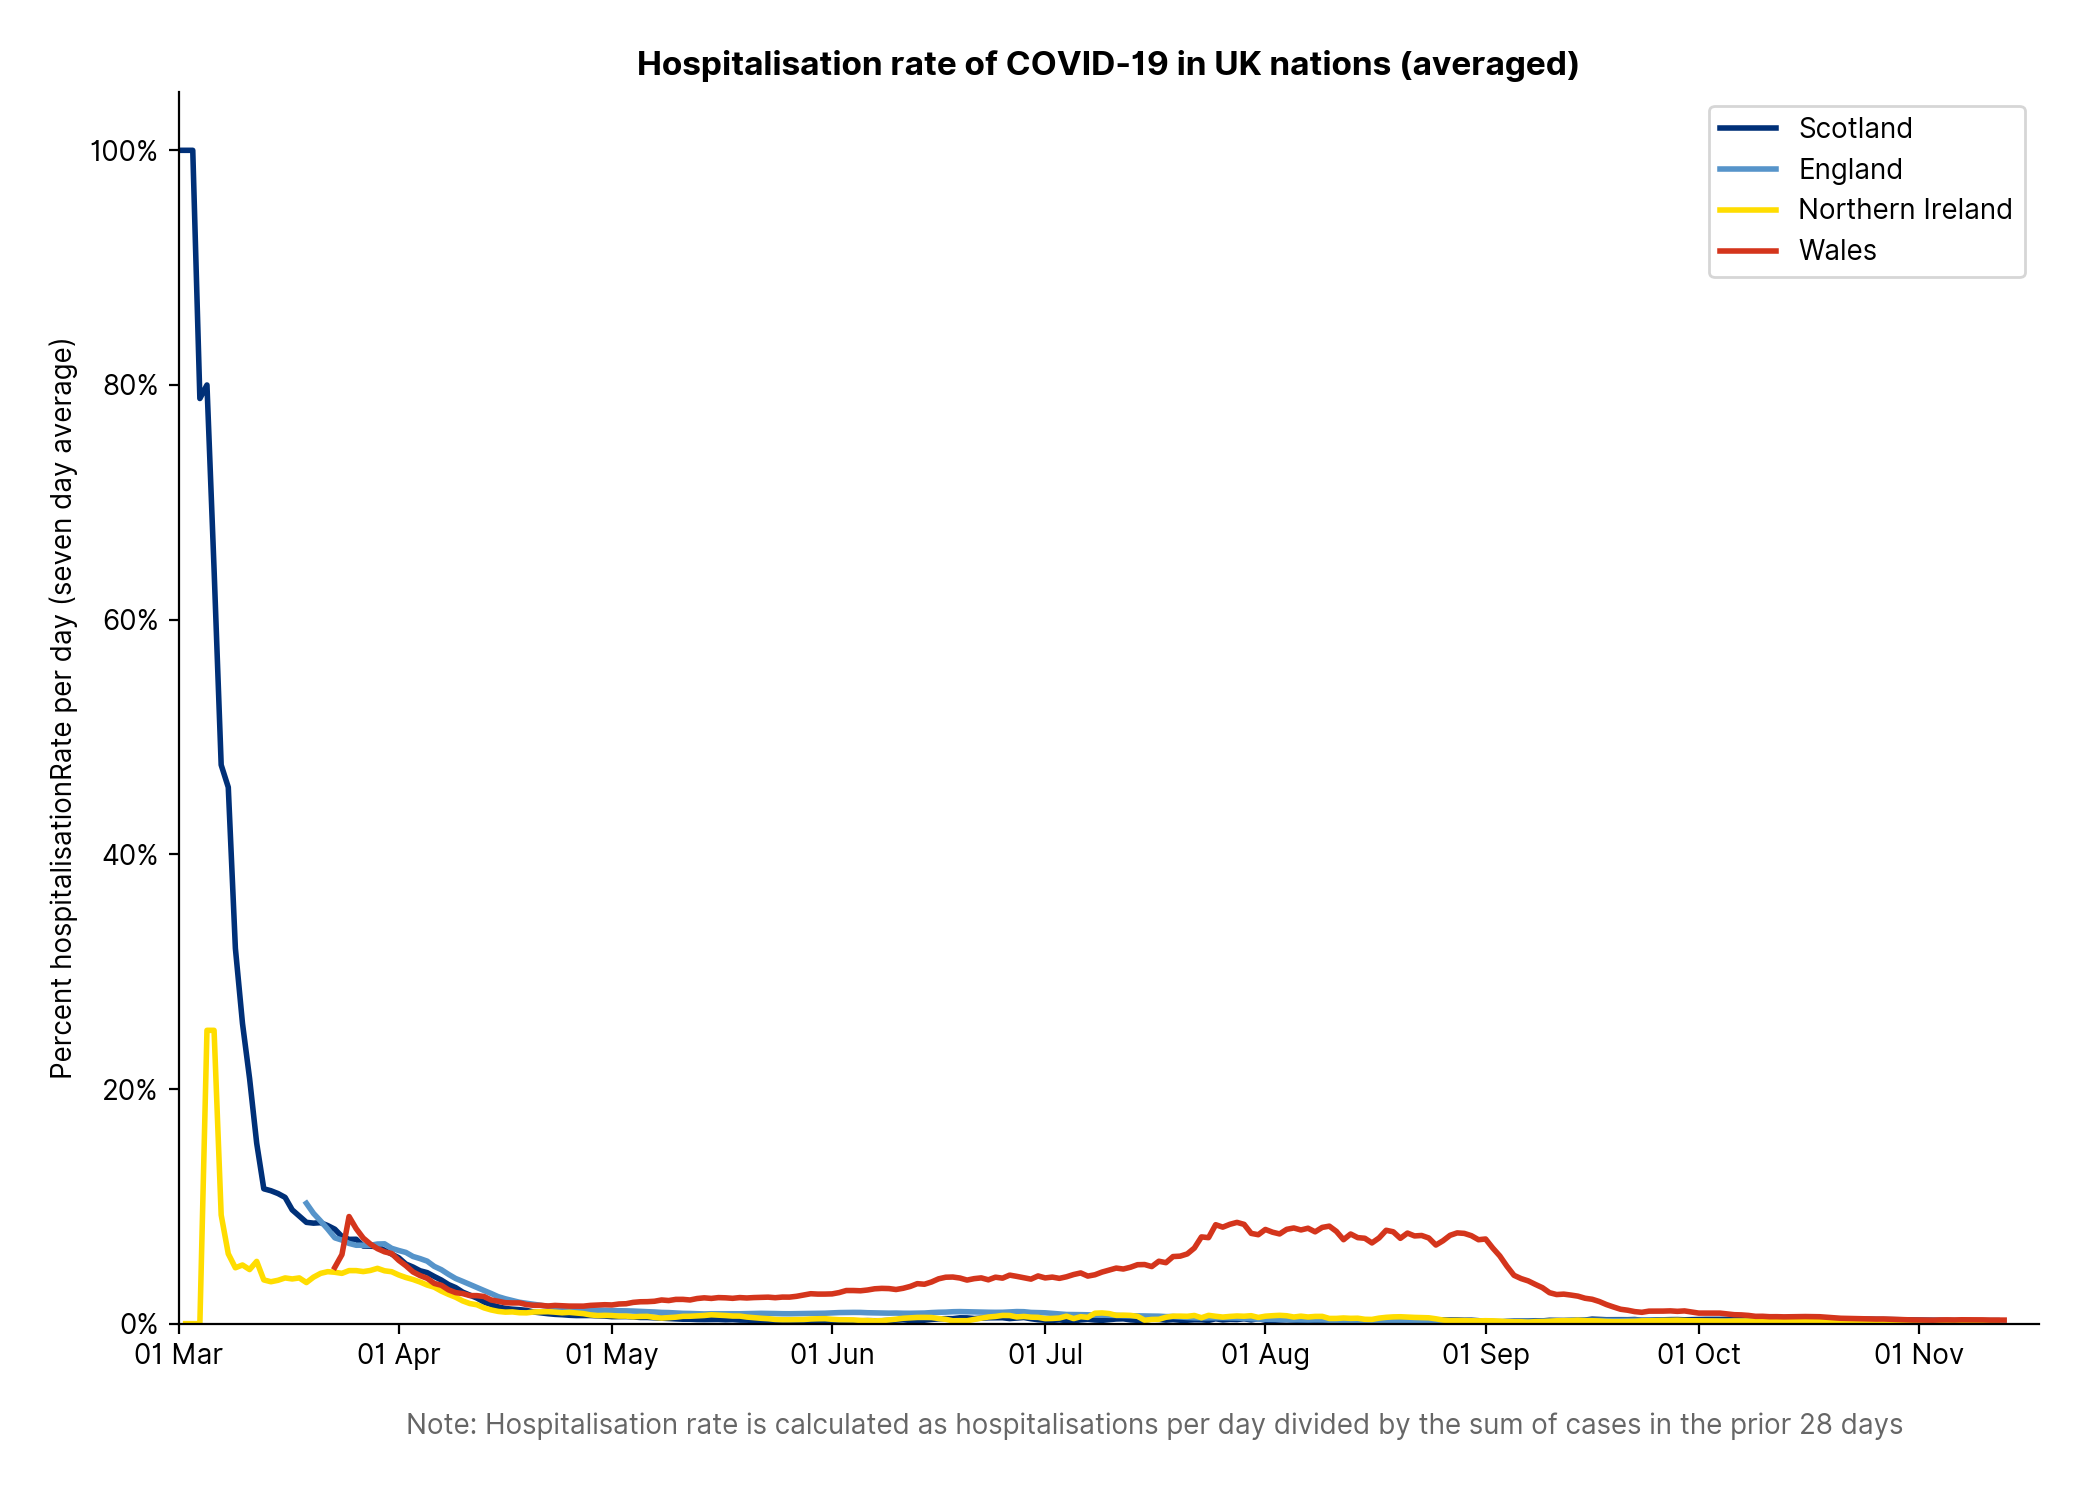 Hospitalisation rate of COVID-19 in UK nations (averaged)
Scotland
England
Northern Ireland
Wales
Percent hospitalisationRate per day (seven day average)
100%
80%
60%
40%
20%
0%
01 Mar
01 Apr
01 May
01 Jun
01 Jul
01 Aug
01 Sep
01 Oct
01 Nov
Note: Hospitalisation rate is calculated as hospitalisations per day divided by the sum of cases in the prior 28 days